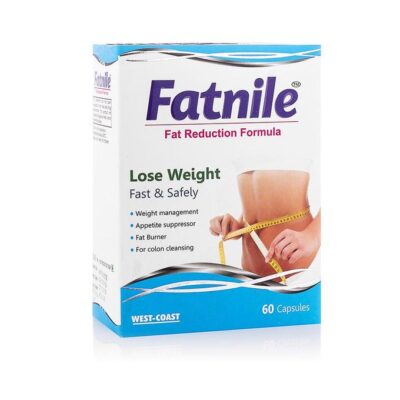 Fatnile™
Fat Reduction Formula
Lose Weight
Fast & Safely
• Weight management
• Appetite suppressor
• Fat Burner
• For colon cleansing
WEST-COAST
60 Capsules